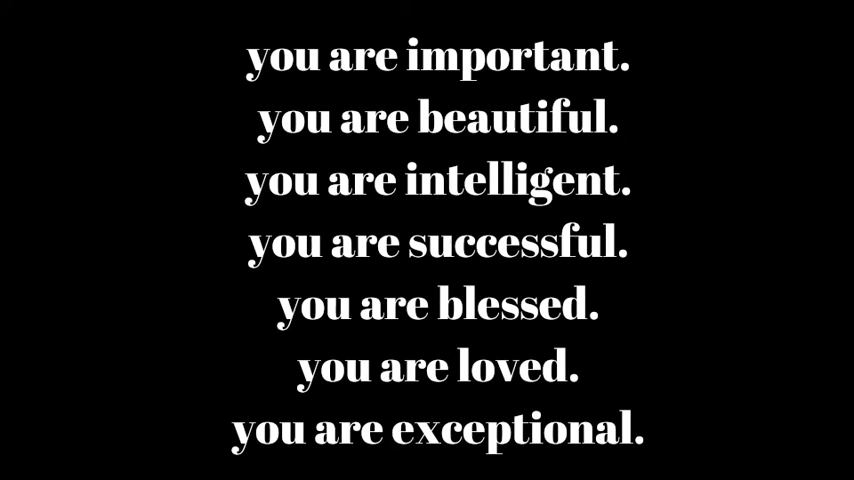 you are important.
you are beautiful.
you are intelligent.
you are successful.
you are blessed.
you are loved.
you are exceptional.